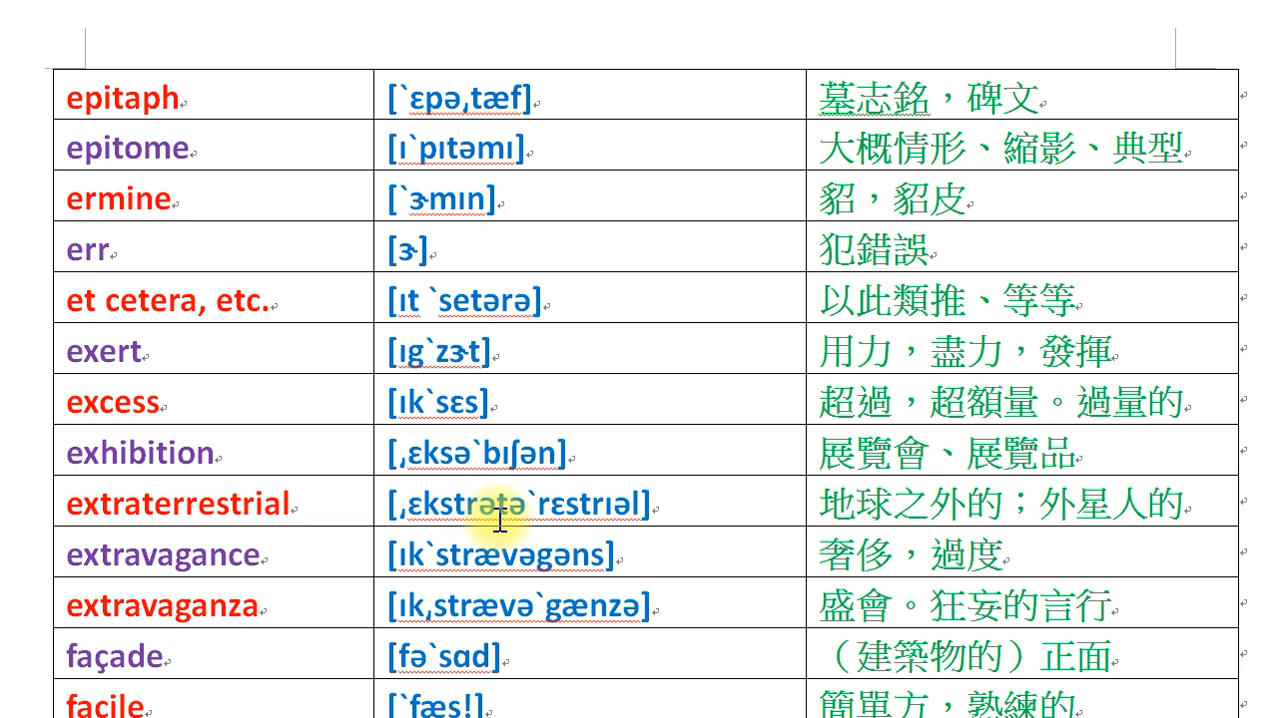 epitaph [ˋɛpə͵tæf] 墓志銘，碑文
epitome [ɪˋpɪtəmɪ] 大概情形、縮影、典型
ermine [ˋɝmɪn] 貂，貂皮
err [ɝ] 犯錯誤
et cetera, etc. [ɪt ˋsetərə] 以此類推、等等
exert [ɪgˋzɝt] 用力，盡力，發揮
excess [ɪkˋsɛs] 超過，超額量。過量的
exhibition [͵ɛksəˋbɪʃən] 展覽會、展覽品
extraterrestrial [͵ɛkstrətəˋrɛstrɪəl] 地球之外的；外星人的
extravagance [ɪkˋstrævəgəns] 奢侈，過度
extravaganza [ɪk͵strævəˋgænzə] 盛會。狂妄的言行
façade [fəˋsɑd] （建築物的）正面
facile [ˋfæs!] 簡單方，熟練的